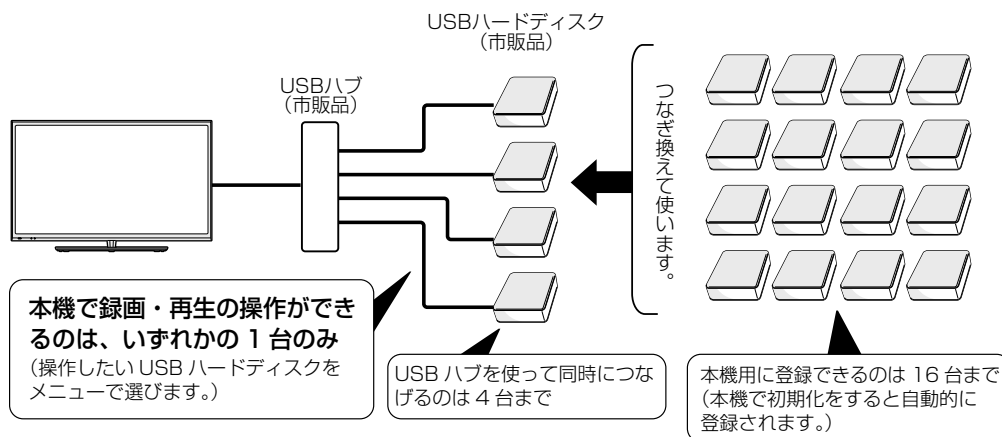 USBハードディスク
（市販品）
USBハブ
（市販品）
つなぎ換えて使います。
本機で録画・再生の操作ができ
るのは、いずれかの 1 台のみ
（操作したい USB ハードディスクを
メニューで選びます。）
USB ハブを使って同時につな
げるのは 4 台まで
本機用に登録できるのは 16 台まで
（本機で初期化をすると自動的に
登録されます。）